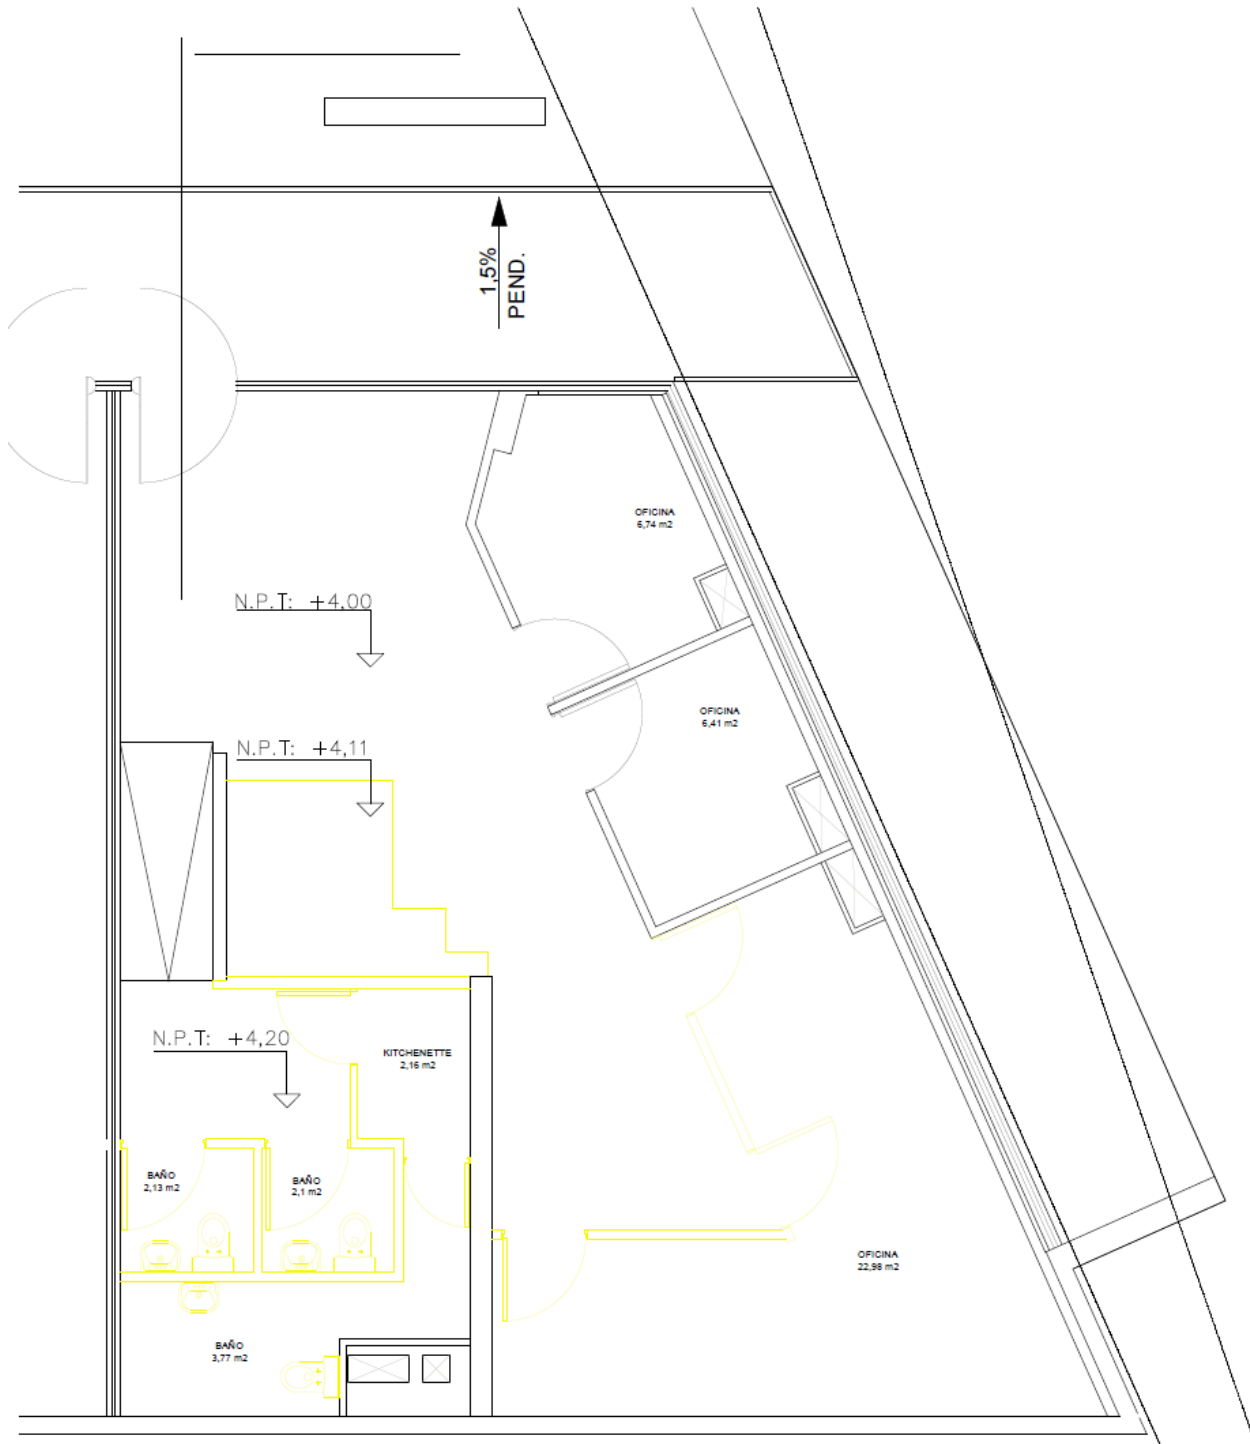 1,5%
PEND.
OFICINA
6,74 m2
N.P.T: +4,00
OFICINA
6,41 m2
N.P.T: +4,11
N.P.T: +4,20
KITCHENETTE
2,16 m2
BAÑO
2,13 m2
BAÑO
2,1 m2
OFICINA
22,98 m2
BAÑO
3,77 m2